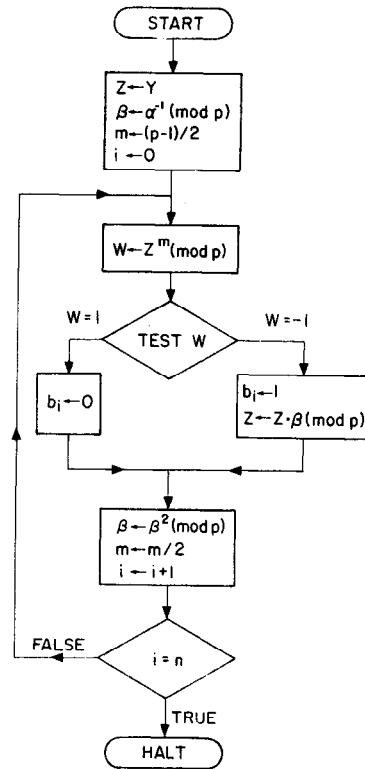 START
Z←Y
β←α⁻¹(mod p)
m←(p-1)/2
i←0
W←Zᵐ(mod p)
W=1
W=-1
TEST W
bᵢ←0
bᵢ←1
Z←Z·β(mod p)
β←β²(mod p)
m←m/2
i←i+1
FALSE
i=n
TRUE
HALT